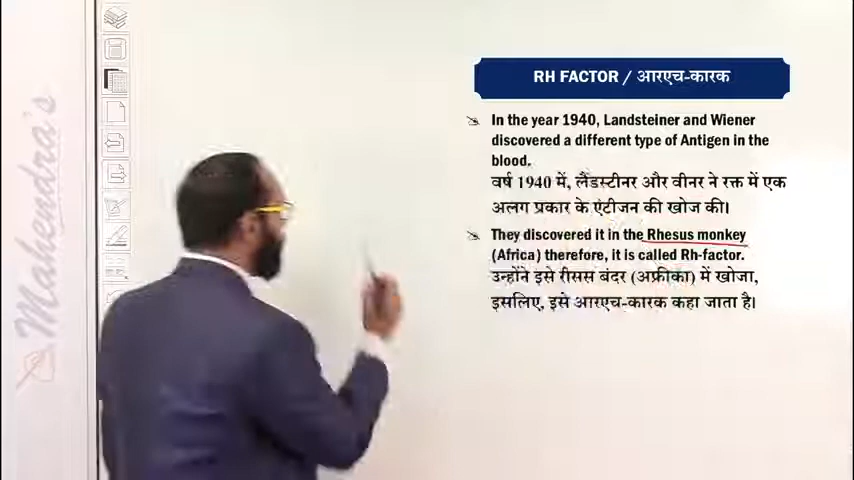 Mahendra's
RH FACTOR / आरएच-कारक
In the year 1940, Landsteiner and Wiener
discovered a different type of Antigen in the
blood.
वर्ष 1940 में, लैंडस्टीनर और वीनर ने रक्त में एक
अलग प्रकार के एंटीजन की खोज की।
They discovered it in the Rhesus monkey
(Africa) therefore, it is called Rh-factor.
उन्होंने इसे रीसस बंदर (अफ्रीका) में खोजा,
इसलिए, इसे आरएच-कारक कहा जाता है।